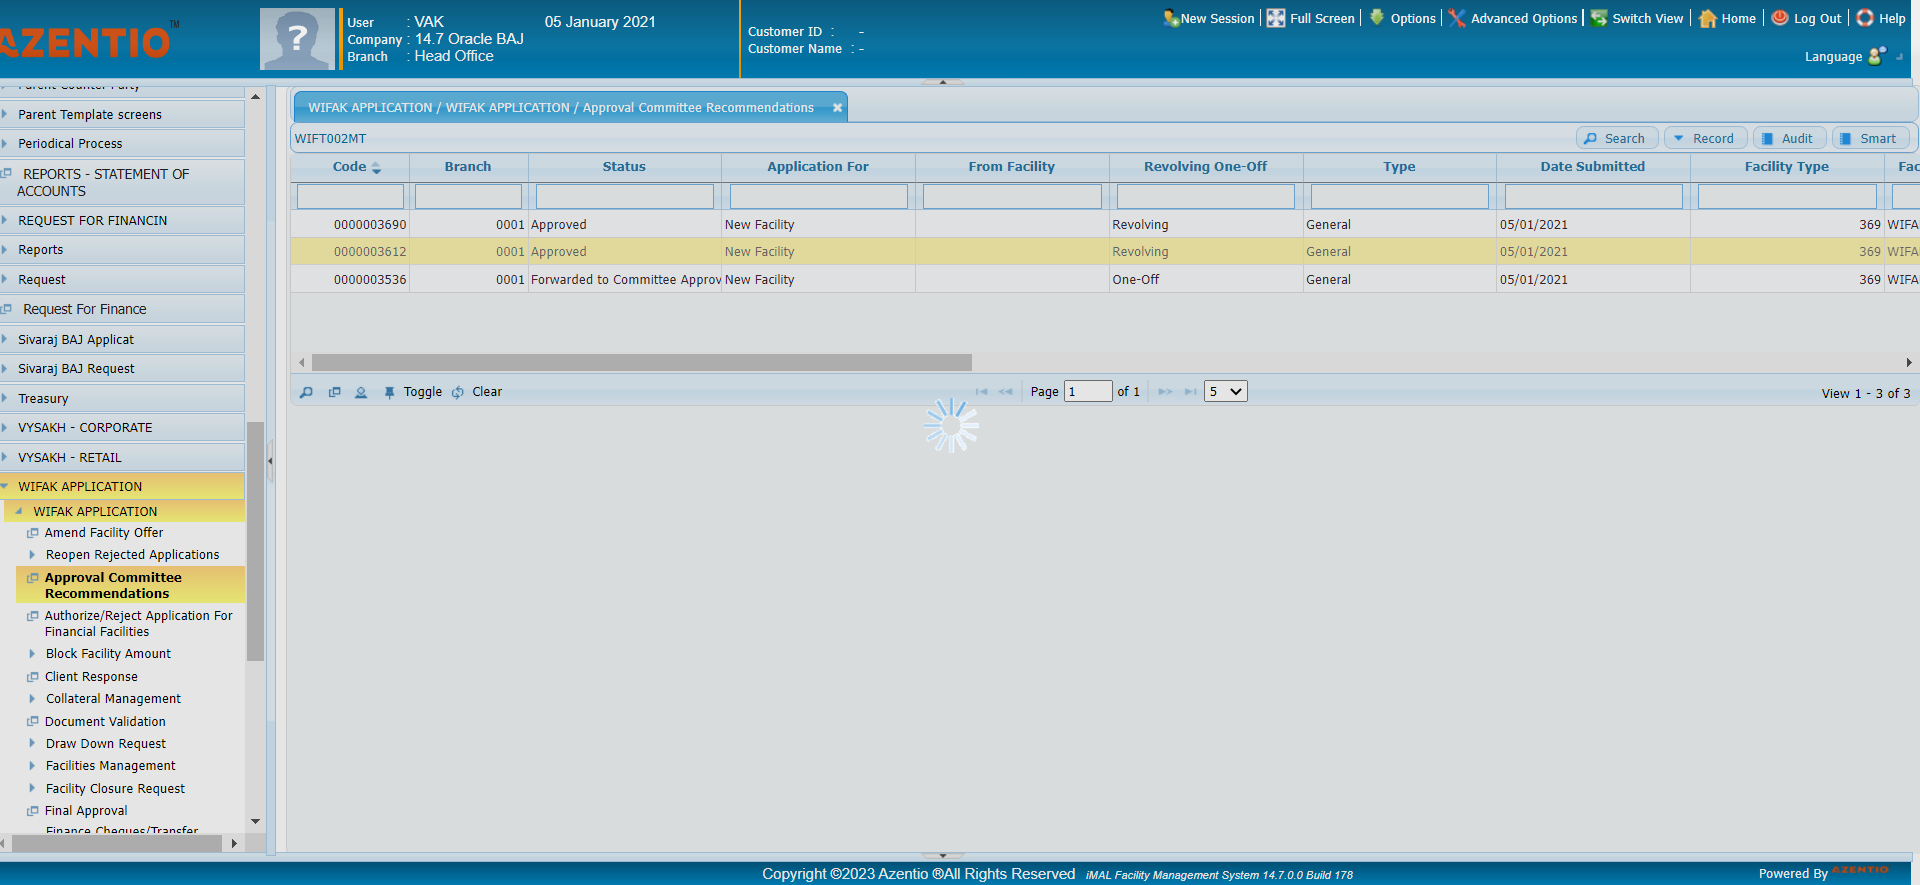 AZENTIO™
User : VAK 05 January 2021
Company : 14.7 Oracle BAJ
Branch : Head Office
Customer ID : -
Customer Name : -
New Session Full Screen Options Advanced Options Switch View Home Log Out Help
Language
Parent Counter Party
Parent Template screens
Periodical Process
REPORTS - STATEMENT OF
ACCOUNTS
REQUEST FOR FINANCIN
Reports
Request
Request For Finance
Sivaraj BAJ Applicat
Sivaraj BAJ Request
Treasury
VYSAKH - CORPORATE
VYSAKH - RETAIL
WIFAK APPLICATION
WIFAK APPLICATION
Amend Facility Offer
Reopen Rejected Applications
Approval Committee
Recommendations
Authorize/Reject Application For
Financial Facilities
Block Facility Amount
Client Response
Collateral Management
Document Validation
Draw Down Request
Facilities Management
Facility Closure Request
Final Approval
Finance Cheques/Transfer
WIFAK APPLICATION / WIFAK APPLICATION / Approval Committee Recommendations
WIFT002MT
Search Record Audit Smart
Code Branch Status Application For From Facility Revolving One-Off Type Date Submitted Facility Type Fac
0000003690 0001 Approved New Facility Revolving General 05/01/2021 369 WIFA
0000003612 0001 Approved New Facility Revolving General 05/01/2021 369 WIFA
0000003536 0001 Forwarded to Committee Approv New Facility One-Off General 05/01/2021 369 WIFA
Toggle Clear Page 1 of 1 5 View 1 - 3 of 3
Copyright ©2023 Azentio ®All Rights Reserved iMAL Facility Management System 14.7.0.0 Build 178
Powered By AZENTIO